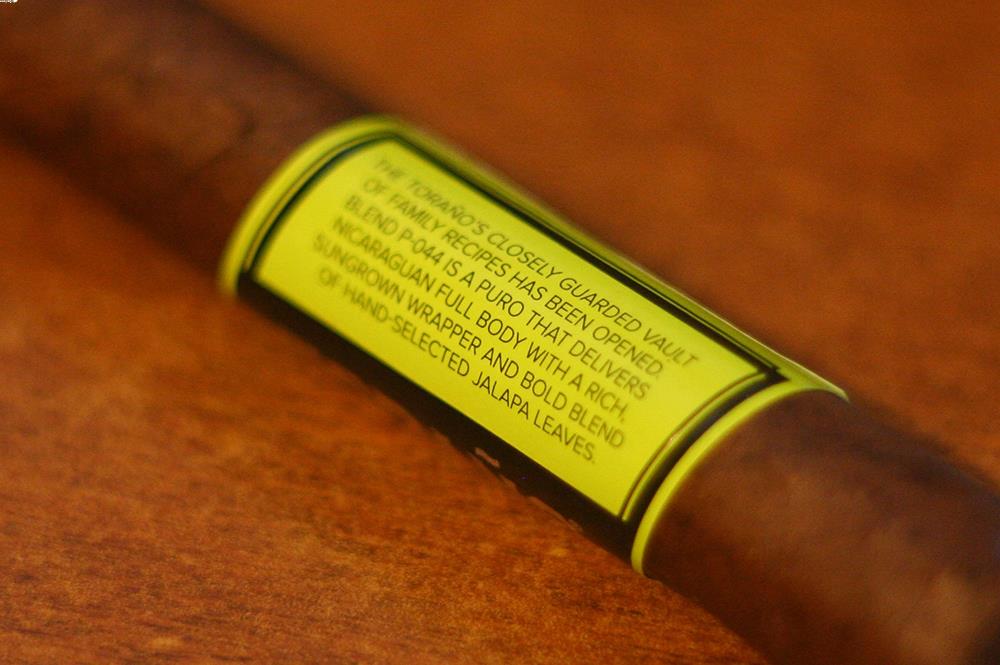 THE TORAÑO'S CLOSELY GUARDED VAULT
OF FAMILY RECIPES HAS BEEN OPENED.
BLEND P-044 IS A PURO THAT DELIVERS
NICARAGUAN FULL BODY WITH A RICH,
SUNGROWN WRAPPER AND BOLD BLEND
OF HAND-SELECTED JALAPA LEAVES.